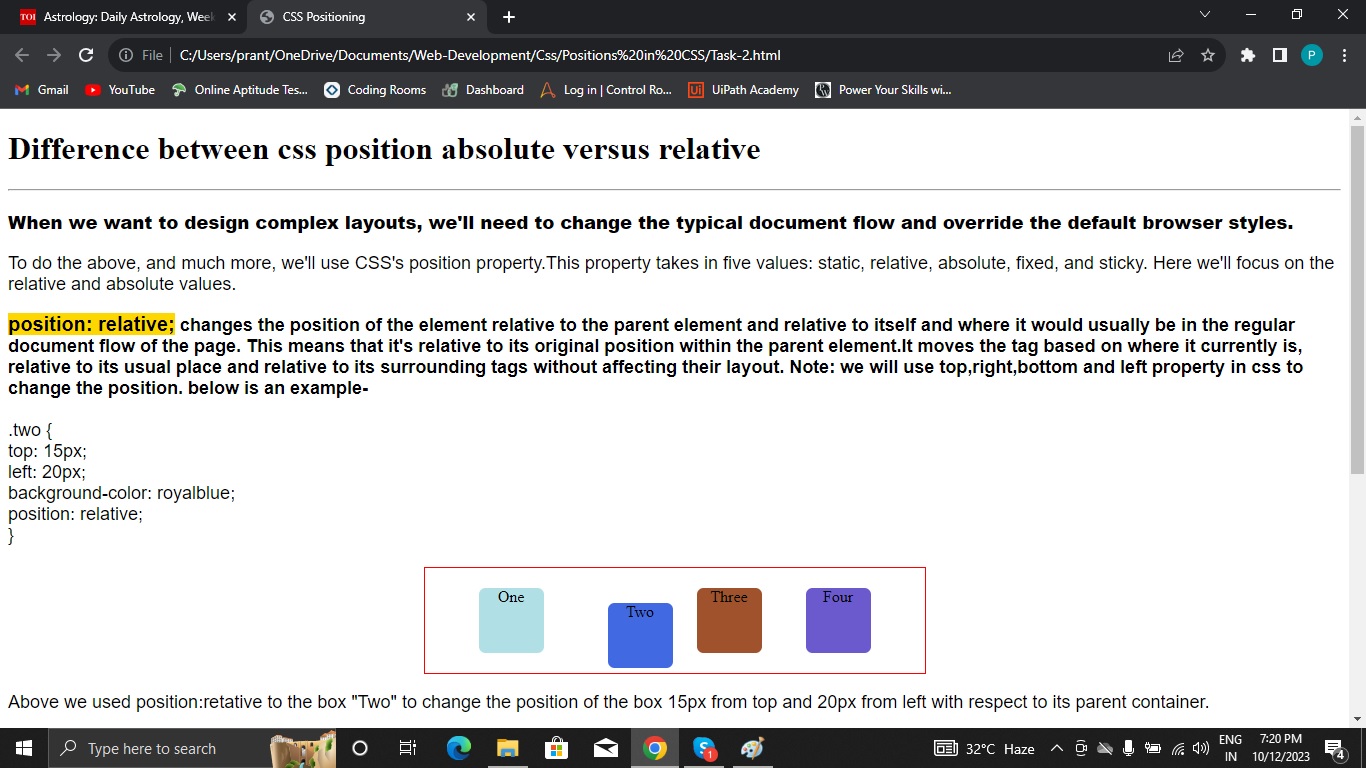 Astrology: Daily Astrology, Week
CSS Positioning
File
C:/Users/prant/OneDrive/Documents/Web-Development/Css/Positions%20in%20CSS/Task-2.html
P
Gmail
YouTube
Online Aptitude Tes...
Coding Rooms
Dashboard
Log in | Control Ro...
UiPath Academy
Power Your Skills wi...
Difference between css position absolute versus relative
When we want to design complex layouts, we'll need to change the typical document flow and override the default browser styles.
To do the above, and much more, we'll use CSS's position property.This property takes in five values: static, relative, absolute, fixed, and sticky. Here we'll focus on the
relative and absolute values.
position: relative; changes the position of the element relative to the parent element and relative to itself and where it would usually be in the regular
document flow of the page. This means that it's relative to its original position within the parent element.It moves the tag based on where it currently is,
relative to its usual place and relative to its surrounding tags without affecting their layout. Note: we will use top,right,bottom and left property in css to
change the position. below is an example-
.two {
top: 15px;
left: 20px;
background-color: royalblue;
position: relative;
}
One
Two
Three
Four
Above we used position:retative to the box "Two" to change the position of the box 15px from top and 20px from left with respect to its parent container.
Type here to search
1
32°C Haze
ENG
IN
7:20 PM
10/12/2023
4